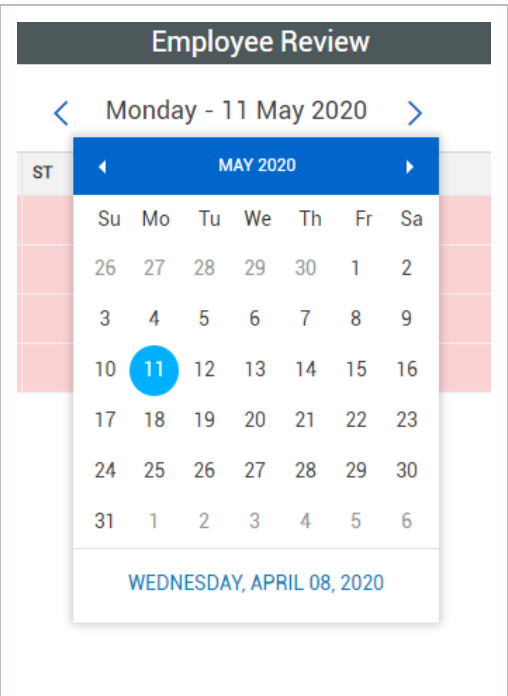 Employee Review
Monday - 11 May 2020
ST
MAY 2020
Su Mo Tu We Th Fr Sa
26 27 28 29 30 1 2
3 4 5 6 7 8 9
10 11 12 13 14 15 16
17 18 19 20 21 22 23
24 25 26 27 28 29 30
31 1 2 3 4 5 6
WEDNESDAY, APRIL 08, 2020